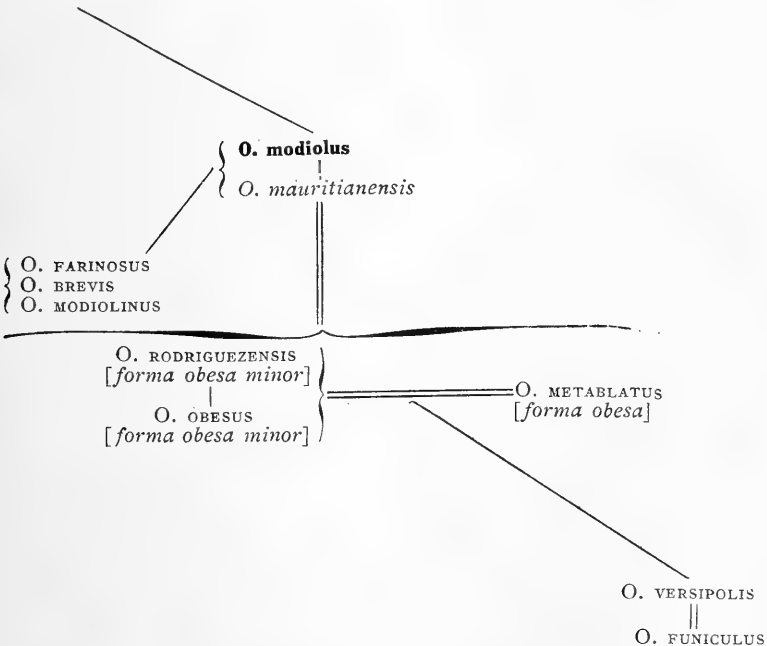 O. modiolus
O. mauritianensis
O. FARINOSUS
O. BREVIS
O. MODIOLINUS
O. RODRIGUEZENSIS
[forma obesa minor]
O. OBESUS
[forma obesa minor]
O. METABLATUS
[forma obesa]
O. VERSIPOLIS
O. FUNICULUS